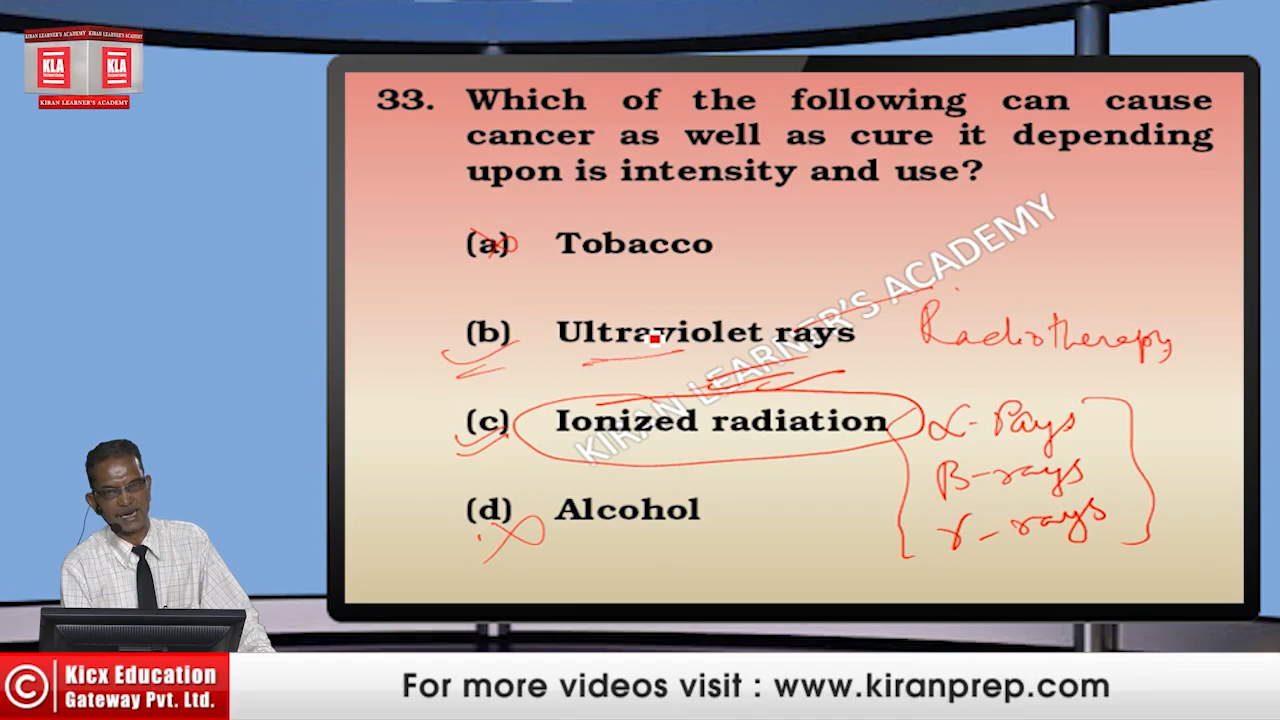 KIRAN LEARNER'S ACADEMY KIRAN LEARNER'S ACADEMY
KLA KLA
KIRAN LEARNER'S ACADEMY
33. Which of the following can cause
cancer as well as cure it depending
upon is intensity and use?
(a) Tobacco
(b) Ultraviolet rays
Radiotherapy
(c) Ionized radiation
α-Rays
β-rays
γ-rays
(d) Alcohol
KIRAN LEARNER'S ACADEMY
© Kicx Education
Gateway Pvt. Ltd.
For more videos visit : www.kiranprep.com